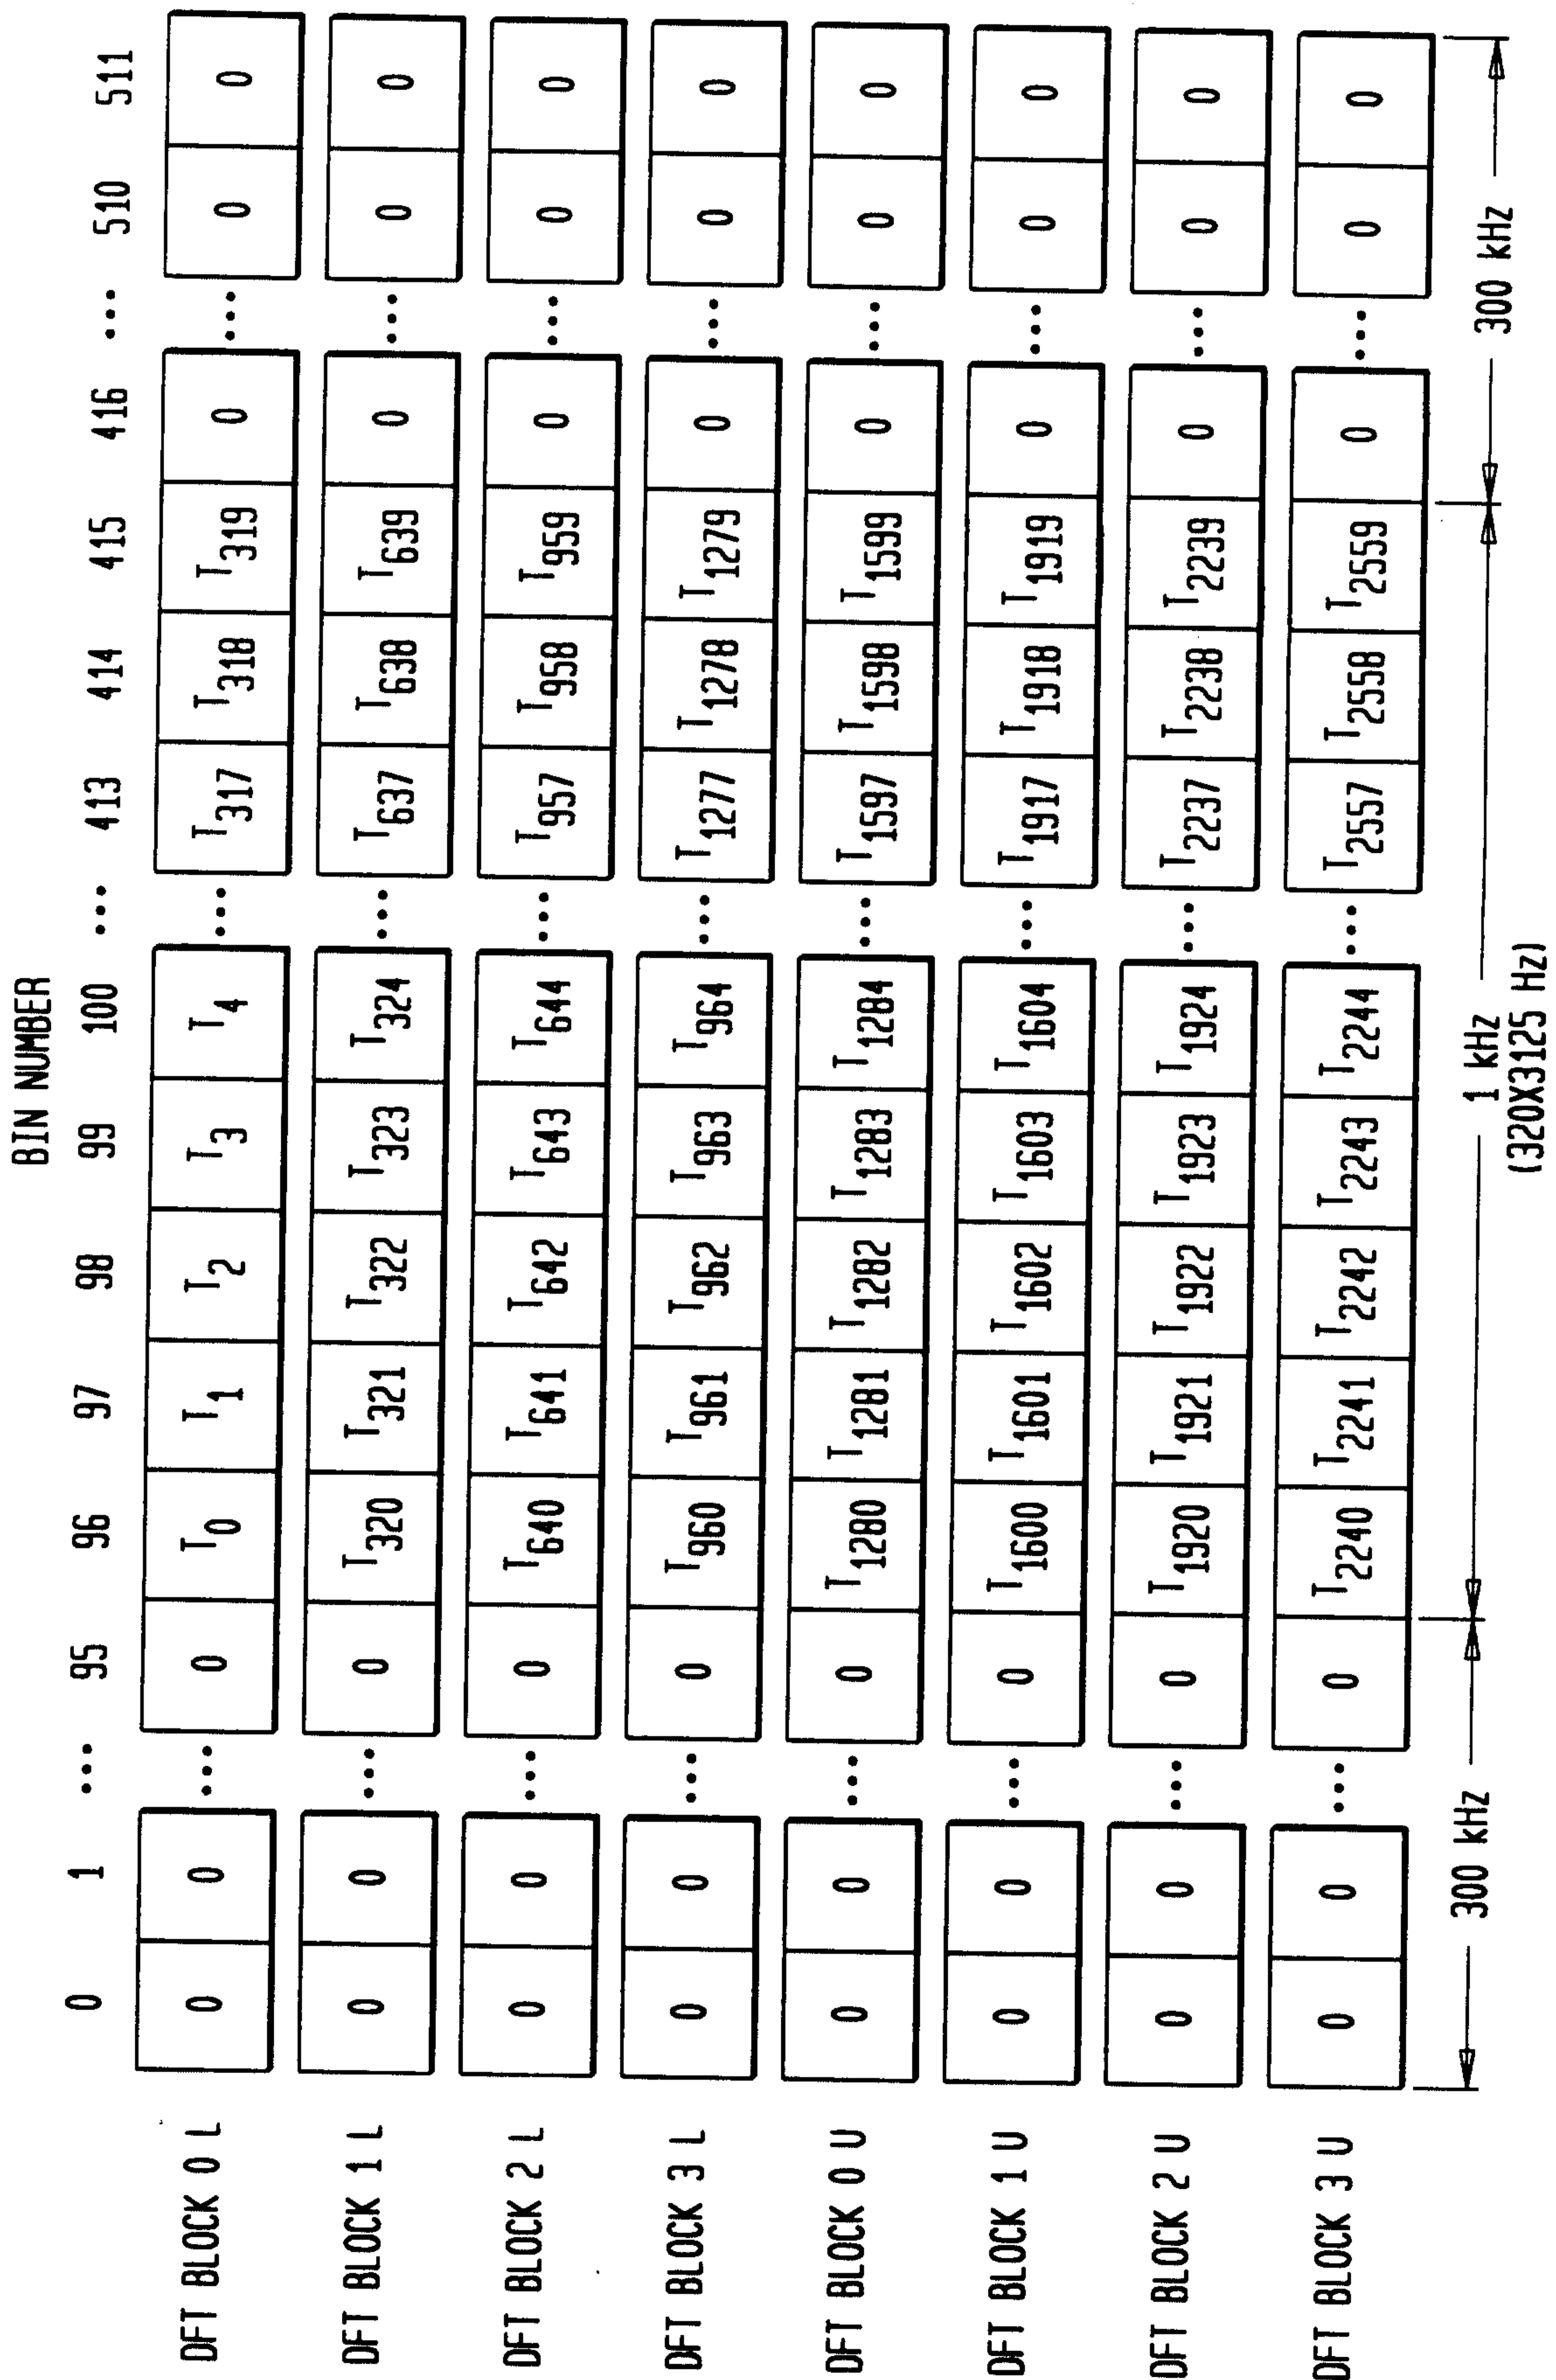 BIN NUMBER
0 1 ... 95 96 97 98 99 100 ... 413 414 415 416 ... 510 511
DFT BLOCK 0 L 0 0 ... 0 T0 T1 T2 T3 T4 ... T317 T318 T319 0 ... 0 0
DFT BLOCK 1 L 0 0 ... 0 T320 T321 T322 T323 T324 ... T637 T638 T639 0 ... 0 0
DFT BLOCK 2 L 0 0 ... 0 T640 T641 T642 T643 T644 ... T957 T958 T959 0 ... 0 0
DFT BLOCK 3 L 0 0 ... 0 T960 T961 T962 T963 T964 ... T1277 T1278 T1279 0 ... 0 0
DFT BLOCK 0 U 0 0 ... 0 T1280 T1281 T1282 T1283 T1284 ... T1597 T1598 T1599 0 ... 0 0
DFT BLOCK 1 U 0 0 ... 0 T1600 T1601 T1602 T1603 T1604 ... T1917 T1918 T1919 0 ... 0 0
DFT BLOCK 2 U 0 0 ... 0 T1920 T1921 T1922 T1923 T1924 ... T2237 T2238 T2239 0 ... 0 0
DFT BLOCK 3 U 0 0 ... 0 T2240 T2241 T2242 T2243 T2244 ... T2557 T2558 T2559 0 ... 0 0
300 kHz 1 kHz 300 kHz
(320X3125 Hz)